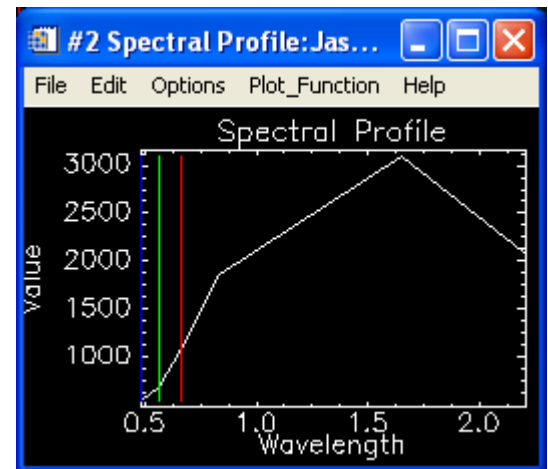 #2 Spectral Profile:Jas...
File Edit Options Plot_Function Help
Spectral Profile
3000
2500
2000
1500
1000
Value
0.5 1.0 1.5 2.0
Wavelength